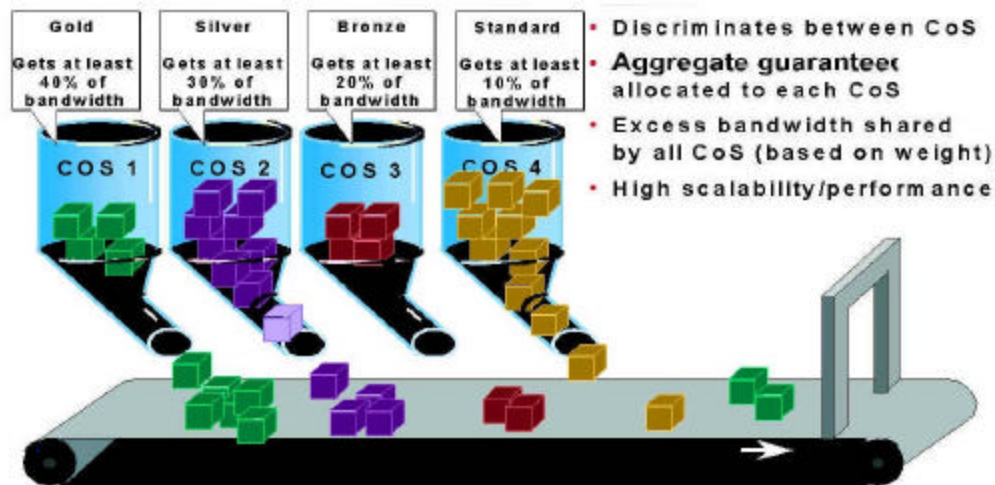 Gold
Gets at least
40% of
bandwidth
Silver
Gets at least
30% of
bandwidth
Bronze
Gets at least
20% of
bandwidth
Standard
Gets at least
10% of
bandwidth
COS 1
COS 2
COS 3
COS 4
• Discriminates between CoS
• Aggregate guaranteec
allocated to each CoS
• Excess bandwidth shared
by all CoS (based on weight)
• High scalability/performance